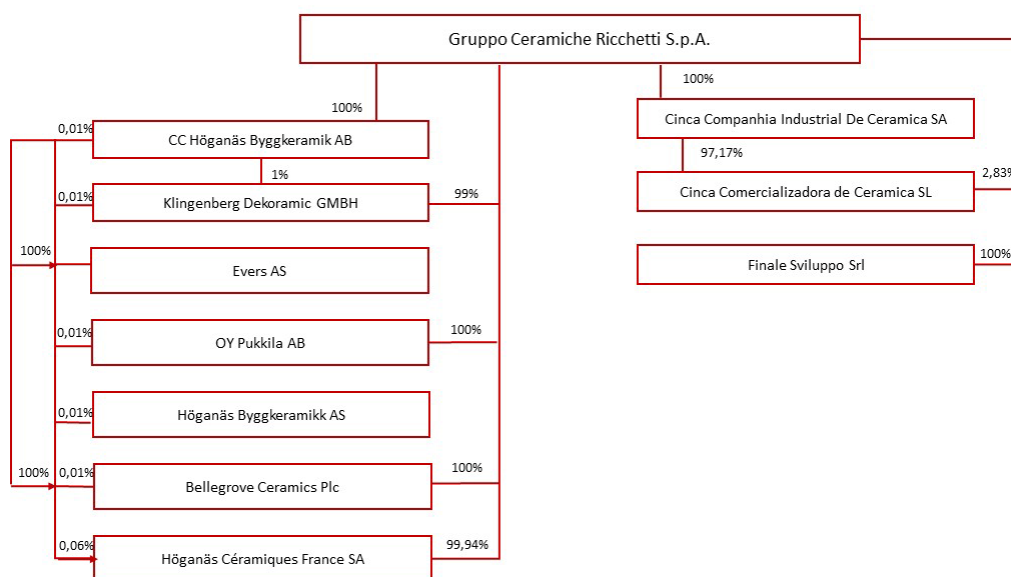 Gruppo Ceramiche Ricchetti S.p.A.
100%
100%
0,01%
CC Höganäs Byggkeramik AB
Cinca Companhia Industrial De Ceramica SA
1%
97,17%
0,01%
Klingenberg Dekoramic GMBH
99%
Cinca Comercializadora de Ceramica SL
2,83%
100%
Evers AS
Finale Sviluppo Srl
100%
0,01%
OY Pukkila AB
100%
0,01%
Höganäs Byggkeramikk AS
100%
0,01%
Bellegrove Ceramics Plc
100%
0,06%
Höganäs Céramiques France SA
99,94%